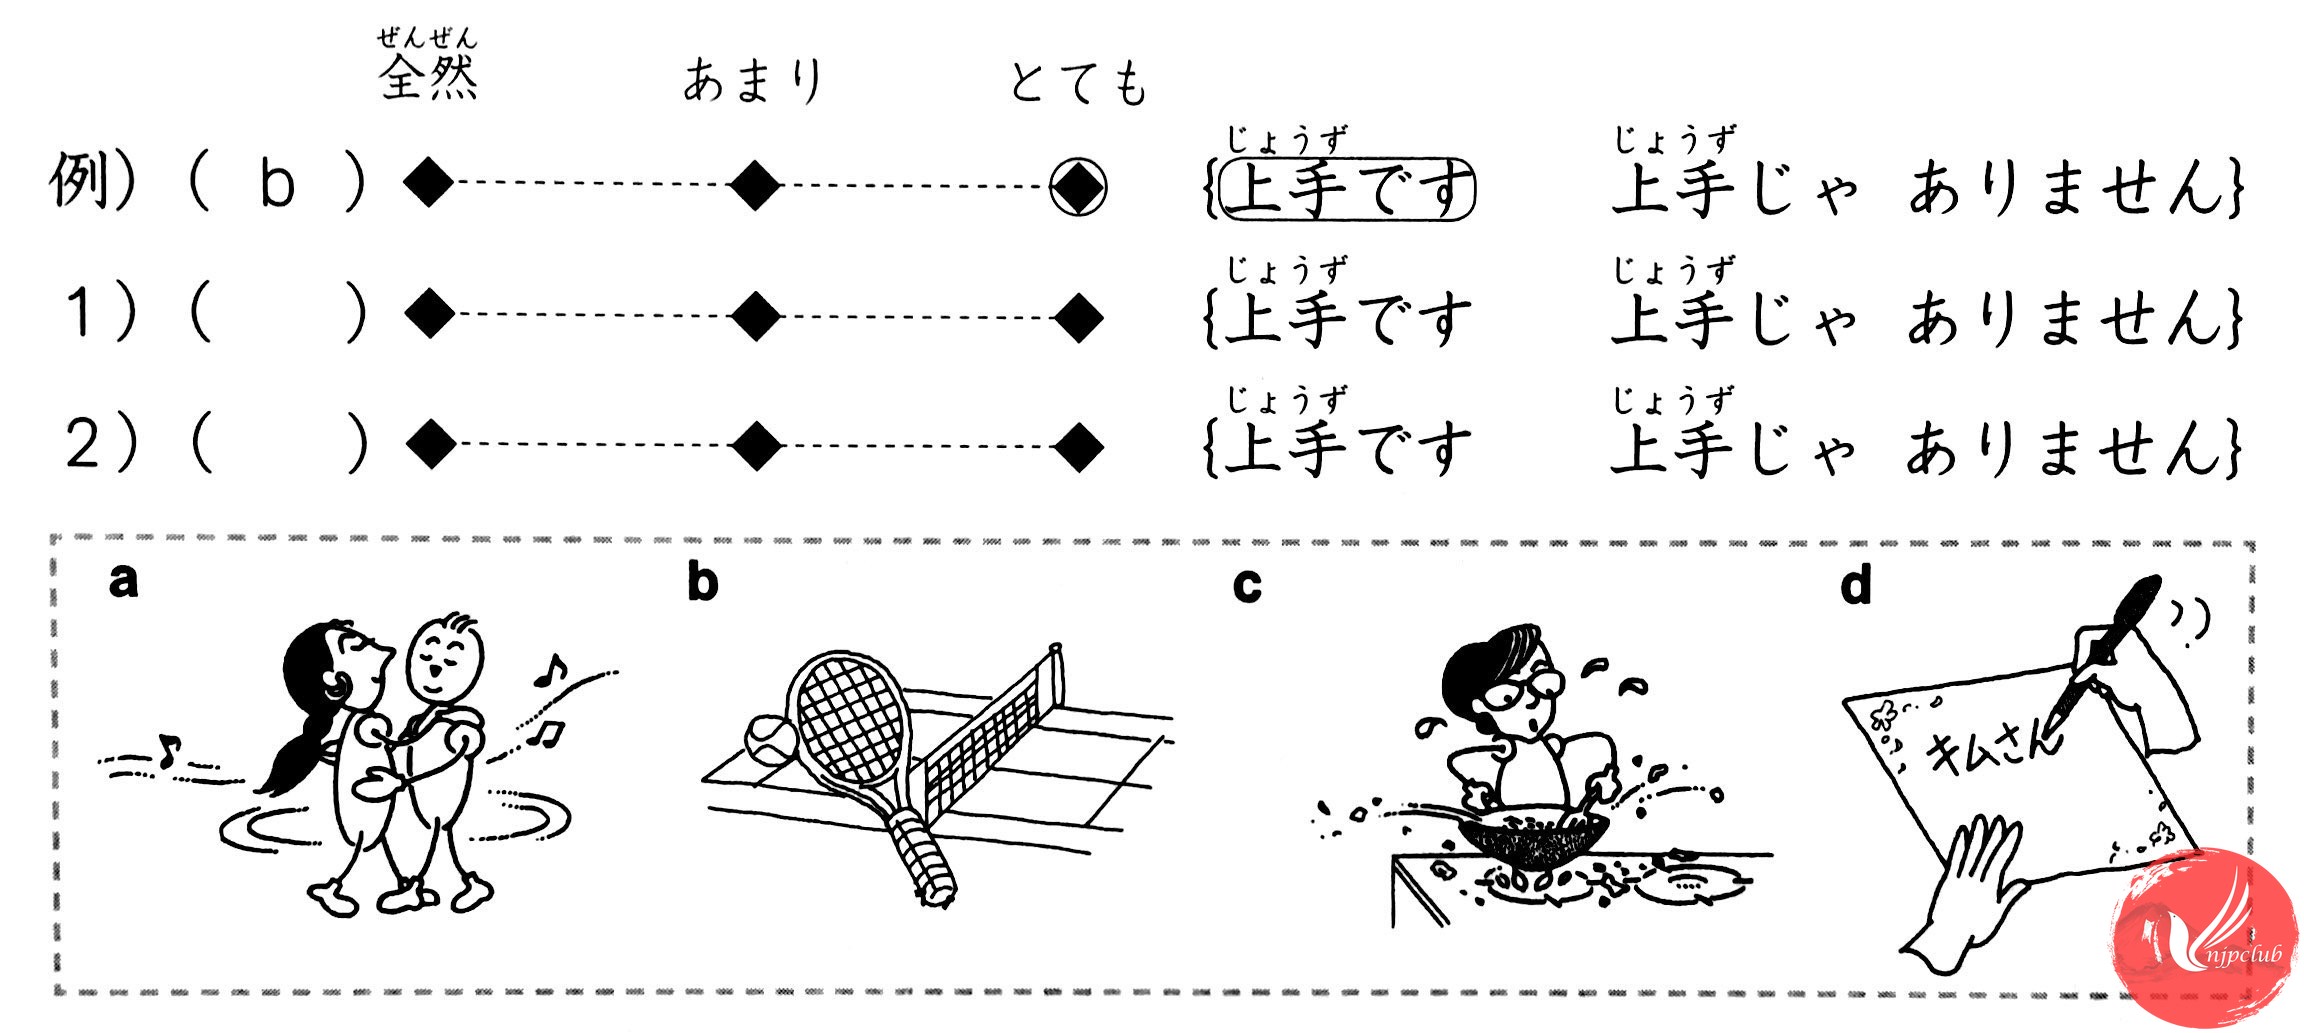 ぜんぜん
全然 あまり とても
じょうず じょうず
例) ( b ) {上手です 上手じゃ ありません}
じょうず じょうず
1) ( ) {上手です 上手じゃ ありません}
じょうず じょうず
2) ( ) {上手です 上手じゃ ありません}
a b c d
キムさん
njpclub